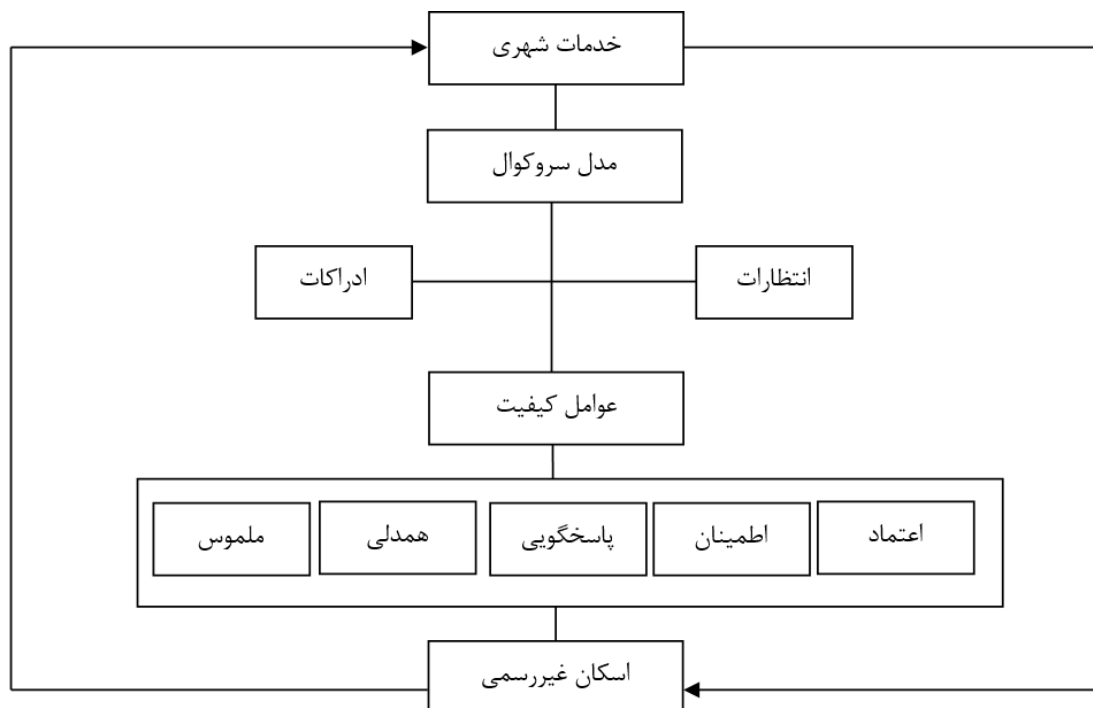 خدمات شهری
مدل سروکوال
انتظارات
ادراکات
عوامل کیفیت
اعتماد
اطمینان
پاسخگویی
همدلی
ملموس
اسکان غیررسمی